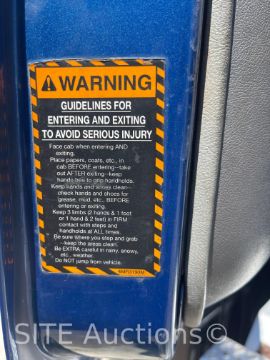 WARNING
GUIDELINES FOR
ENTERING AND EXITING
TO AVOID SERIOUS INJURY
Face cab when entering AND
exiting.
Place papers, coats, etc., in
cab BEFORE entering—take
out AFTER exiting—keep
hands free to grip handholds.
Keep hands and shoes clean—
check hands and shoes for
grease, mud, etc., BEFORE
entering or exiting.
Keep 3 limbs (2 hands & 1 foot
or 1 hand & 2 feet) in FIRM
contact with steps and
handholds at ALL times.
Be sure where you step and grab
—keep the areas clean.
Be EXTRA careful in rainy, snowy,
etc., weather.
Do NOT jump from vehicle.
SITE Auctions